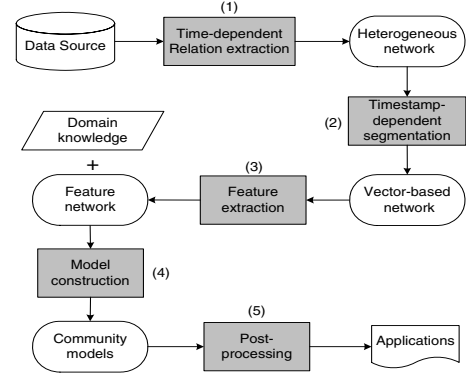 (1)
Data Source
Time-dependent
Relation extraction
Heterogeneous
network
(2)
Timestamp-
dependent
segmentation
Domain
knowledge
+
(3)
Feature
network
Feature
extraction
Vector-based
network
Model
construction
(4)
(5)
Community
models
Post-
processing
Applications